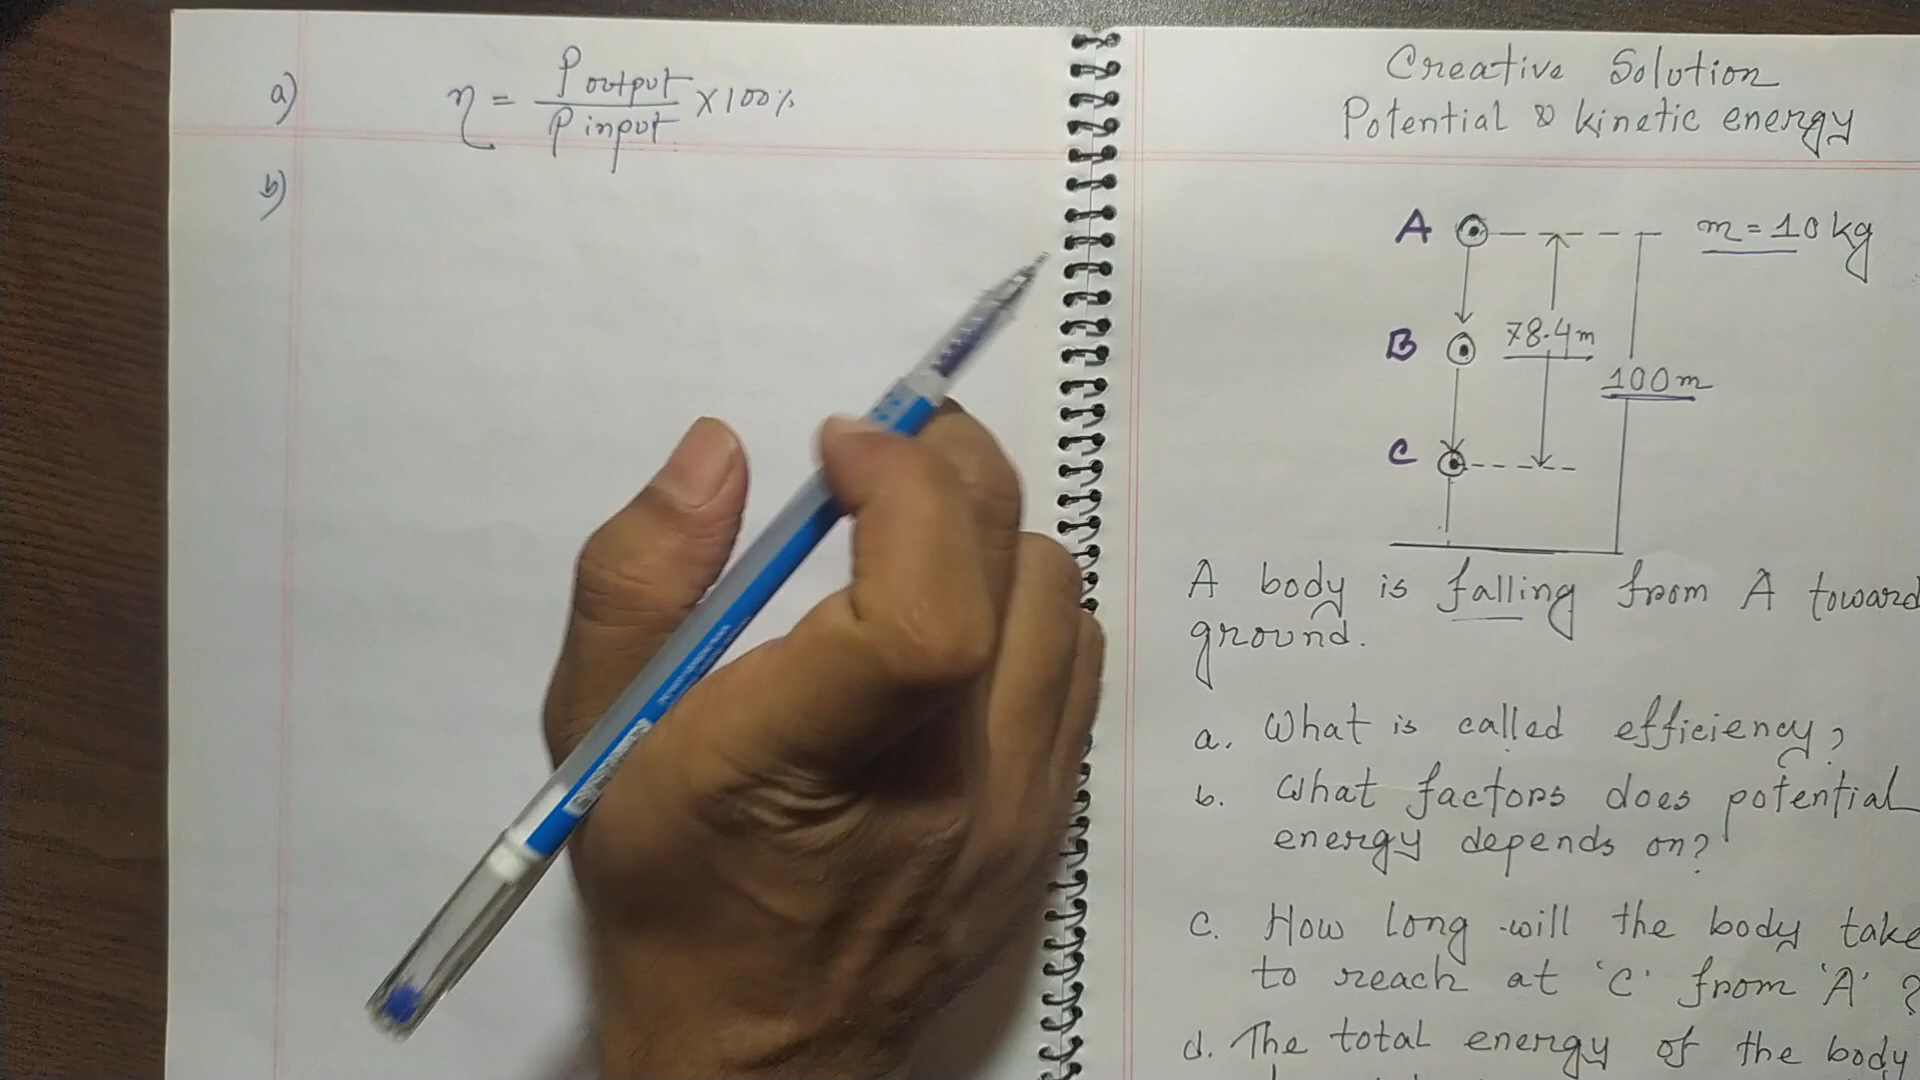 a) η = P output / P input × 100%
b)
Creative Solution
Potential & kinetic energy
A
m = 10 kg
B
78.4m
100m
C
A body is falling from A toward
ground.
a. What is called efficiency?
b. What factors does potential
energy depends on?
c. How long will the body take
to reach at 'C' from 'A' ?
d. The total energy of the body